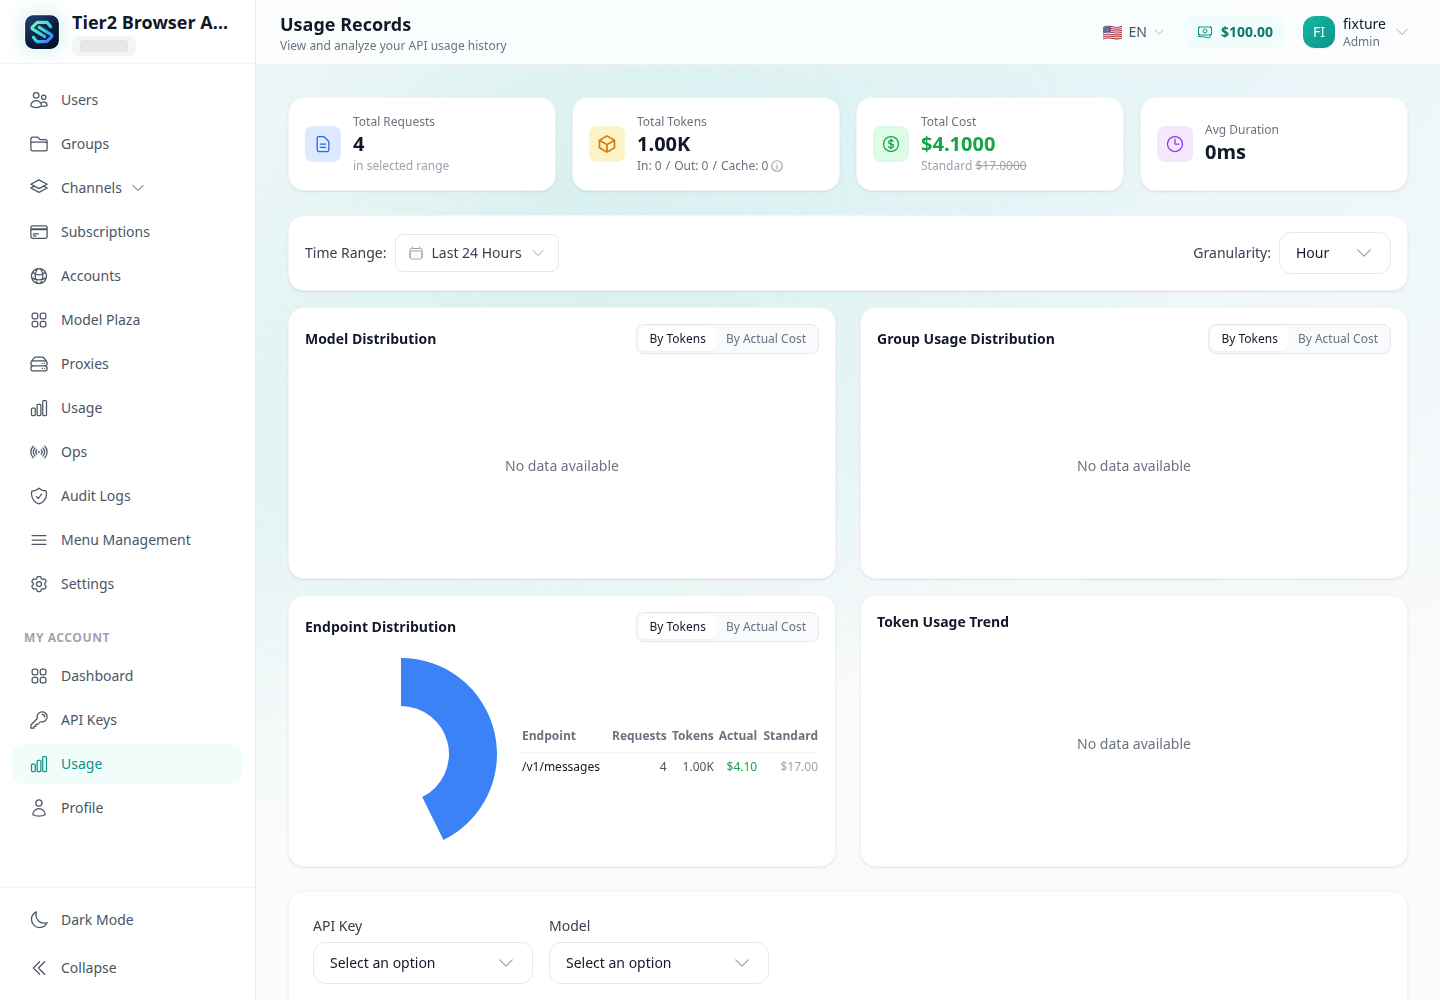 Tier2 Browser A...
Users
Groups
Channels
Subscriptions
Accounts
Model Plaza
Proxies
Usage
Ops
Audit Logs
Menu Management
Settings
MY ACCOUNT
Dashboard
API Keys
Usage
Profile
Dark Mode
Collapse
Usage Records
View and analyze your API usage history
EN
$100.00
FI
fixture
Admin
Total Requests
4
in selected range
Total Tokens
1.00K
In: 0 / Out: 0 / Cache: 0
Total Cost
$4.1000
Standard $17.0000
Avg Duration
0ms
Time Range:
Last 24 Hours
Granularity:
Hour
Model Distribution
By Tokens
By Actual Cost
No data available
Group Usage Distribution
By Tokens
By Actual Cost
No data available
Endpoint Distribution
By Tokens
By Actual Cost
Endpoint Requests Tokens Actual Standard
/v1/messages 4 1.00K $4.10 $17.00
Token Usage Trend
No data available
API Key
Select an option
Model
Select an option